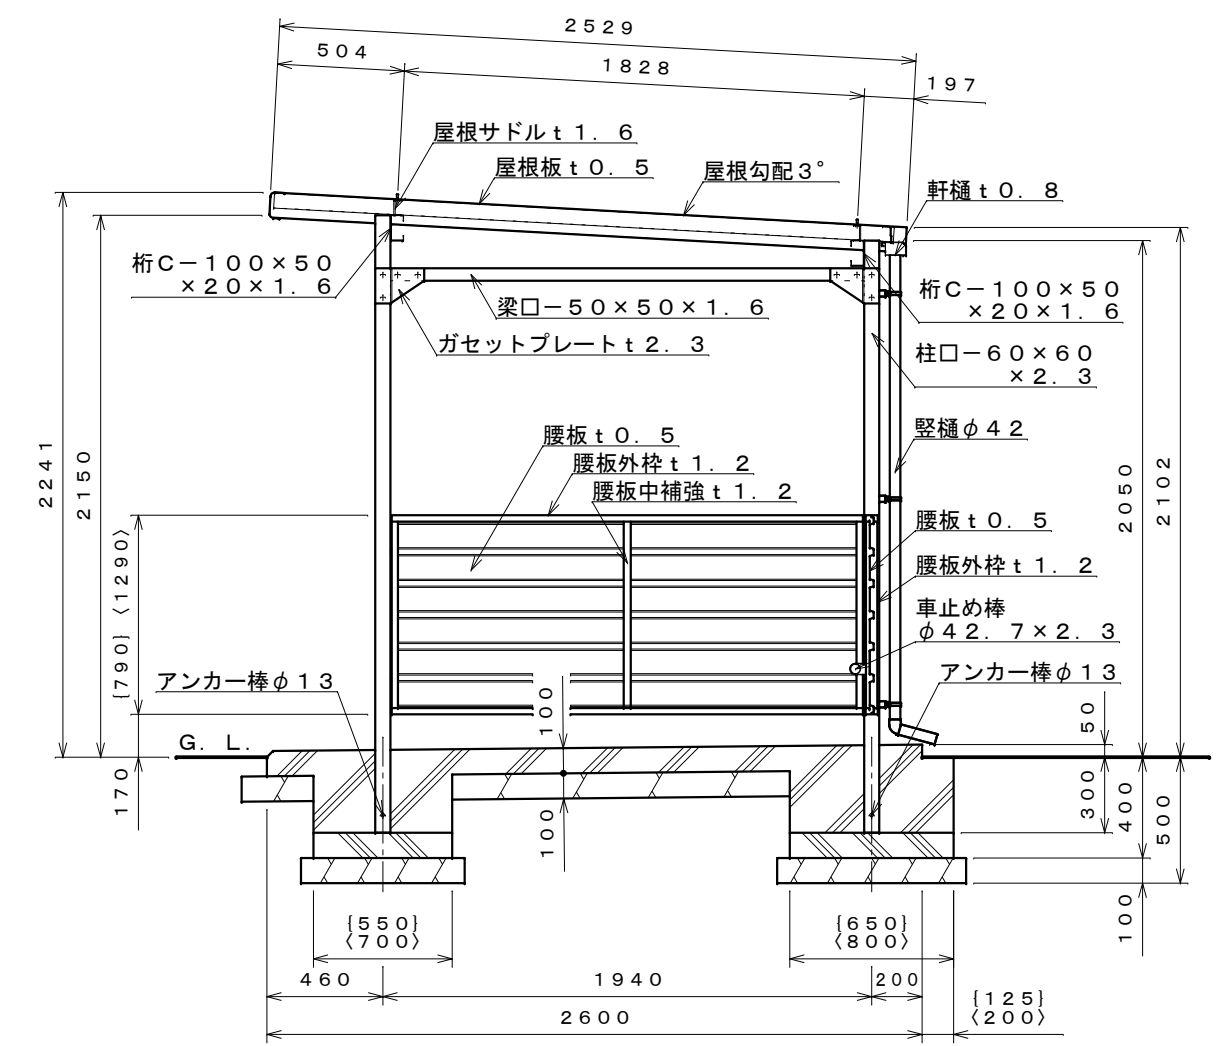 ２５２９
５０４
１８２８
１９７
屋根サドルｔ１．６
屋根板ｔ０．５
屋根勾配３°
軒樋ｔ０．８
桁Ｃ－１００×５０
×２０×１．６
梁口－５０×５０×１．６
ガセットプレートｔ２．３
桁Ｃ－１００×５０
×２０×１．６
柱口－６０×６０
×２．３
竪樋φ４２
２２４１
２１５０
２０５０
２１０２
腰板ｔ０．５
腰板外枠ｔ１．２
腰板中補強ｔ１．２
腰板ｔ０．５
腰板外枠ｔ１．２
車止め棒
φ４２．７×２．３
｛７９０｝〈１２９０〉
アンカー棒φ１３
アンカー棒φ１３
Ｇ．Ｌ．
１７０
１００
１００
５０
３００
４００
５００
１００
｛５５０｝
〈７００〉
｛６５０｝
〈８００〉
４６０
１９４０
２００
２６００
｛１２５｝
〈２００〉